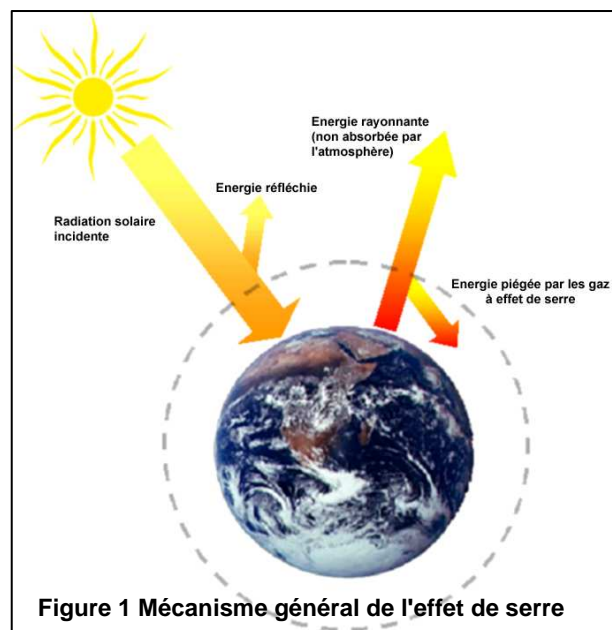 Energie rayonnante
(non absorbée par
l'atmosphère)
Energie réfléchie
Radiation solaire
incidente
Energie piégée par les gaz
à effet de serre
Figure 1 Mécanisme général de l'effet de serre